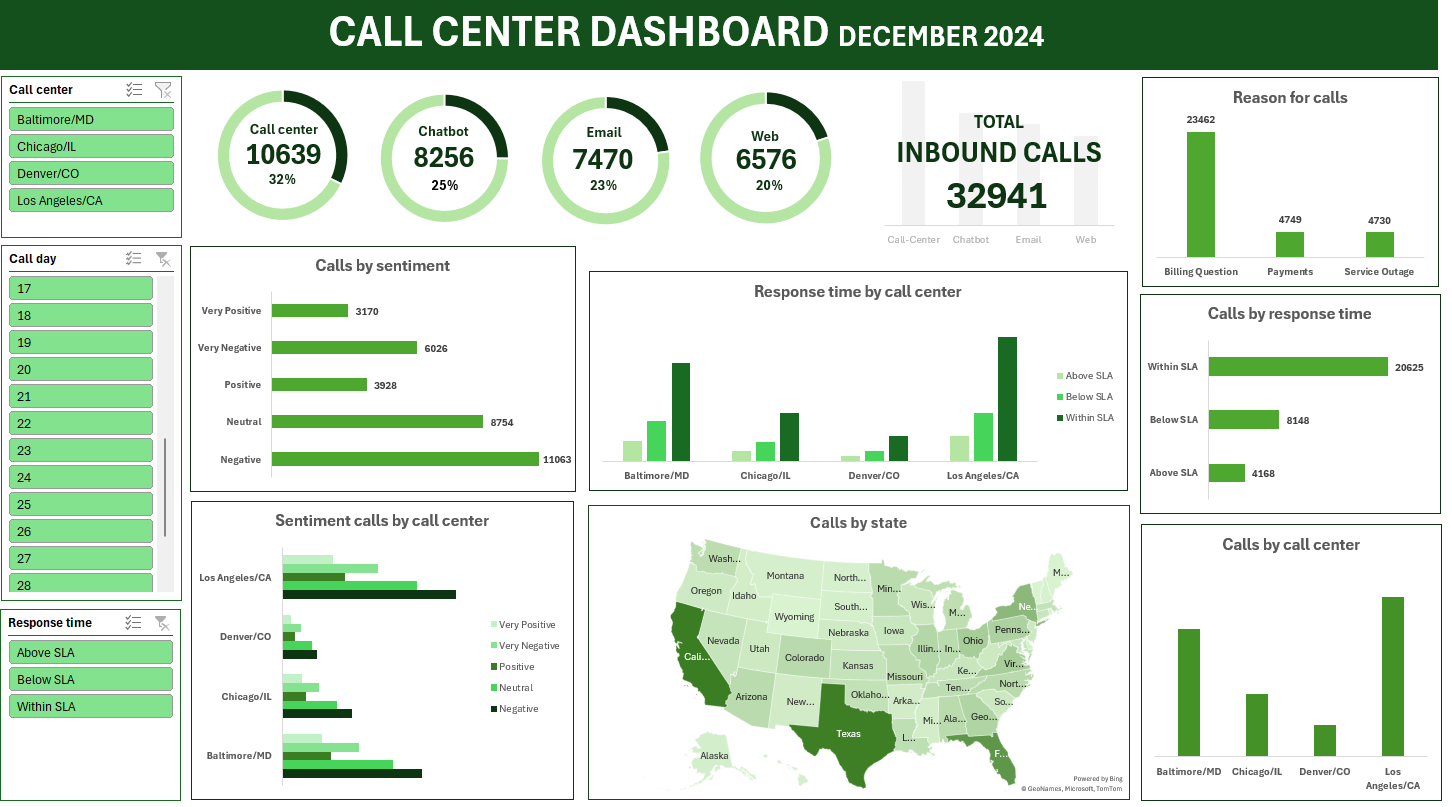 CALL CENTER DASHBOARD DECEMBER 2024
Call center
Baltimore/MD
Chicago/IL
Denver/CO
Los Angeles/CA
Call day
17
18
19
20
21
22
23
24
25
26
27
28
Response time
Above SLA
Below SLA
Within SLA
Call center
10639
32%
Chatbot
8256
25%
Email
7470
23%
Web
6576
20%
TOTAL
INBOUND CALLS
32941
Call-Center Chatbot Email Web
Calls by sentiment
Very Positive 3170
Very Negative 6026
Positive 3928
Neutral 8754
Negative 11063
Response time by call center
Above SLA
Below SLA
Within SLA
Baltimore/MD Chicago/IL Denver/CO Los Angeles/CA
Reason for calls
23462
4749
4730
Billing Question Payments Service Outage
Calls by response time
Within SLA 20625
Below SLA 8148
Above SLA 4168
Sentiment calls by call center
Los Angeles/CA
Denver/CO
Chicago/IL
Baltimore/MD
Very Positive
Very Negative
Positive
Neutral
Negative
Calls by state
Wash...
Montana
North...
Min...
M...
Oregon
Idaho
Wyoming
South...
Wis...
M...
Ne...
Nevada
Utah
Nebraska
Iowa
Penns...
Cali...
Colorado
Kansas
Illin...
In...
Ohio
Missouri
Ke...
Vir...
Arizona
New...
Oklaho...
Arka...
Ten...
Nort...
So...
Texas
L...
Mi...
Ala...
Geo...
F...
Alaska
Powered by Bing
© GeoNames, Microsoft, TomTom
Calls by call center
Baltimore/MD Chicago/IL Denver/CO Los
Angeles/CA